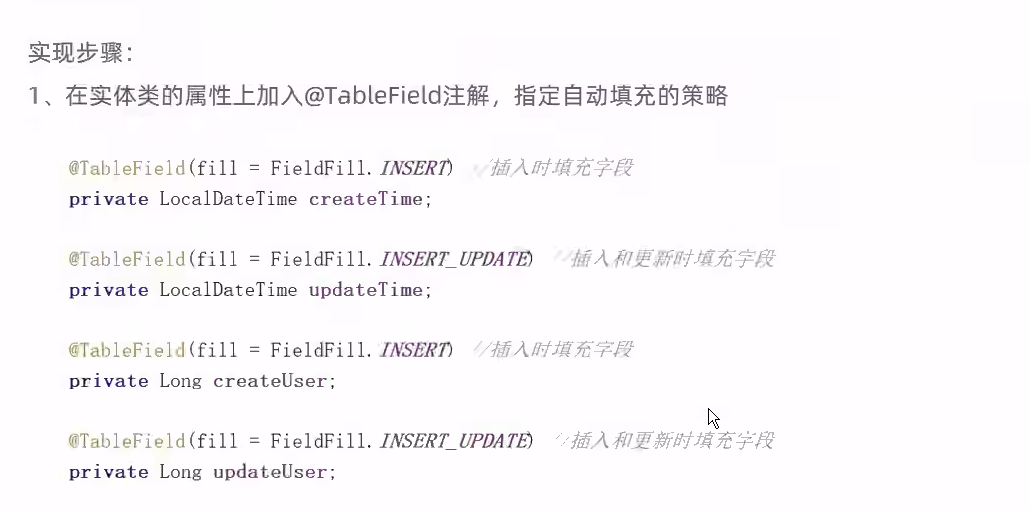 实现步骤：
1、在实体类的属性上加入@TableField注解，指定自动填充的策略
@TableField(fill = FieldFill.INSERT) //插入时填充字段
private LocalDateTime createTime;
@TableField(fill = FieldFill.INSERT_UPDATE) //插入和更新时填充字段
private LocalDateTime updateTime;
@TableField(fill = FieldFill.INSERT) //插入时填充字段
private Long createUser;
@TableField(fill = FieldFill.INSERT_UPDATE) //插入和更新时填充字段
private Long updateUser;